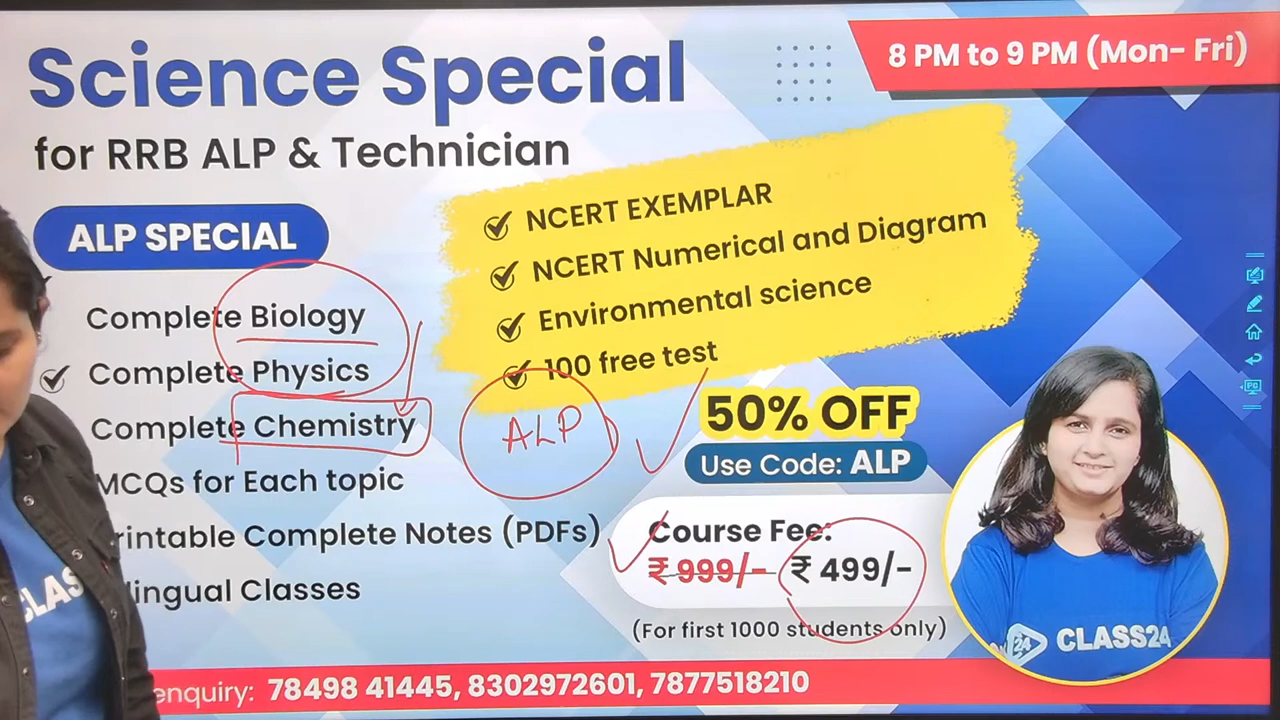 Science Special
8 PM to 9 PM (Mon- Fri)
for RRB ALP & Technician
ALP SPECIAL
Complete Biology
Complete Physics
Complete Chemistry
MCQs for Each topic
rintable Complete Notes (PDFs)
lingual Classes
NCERT EXEMPLAR
NCERT Numerical and Diagram
Environmental science
100 free test
ALP
50% OFF
Use Code: ALP
Course Fee:
₹ 999/- ₹ 499/-
(For first 1000 students only)
24 CLASS24
CLAS
enquiry: 78498 41445, 8302972601, 7877518210